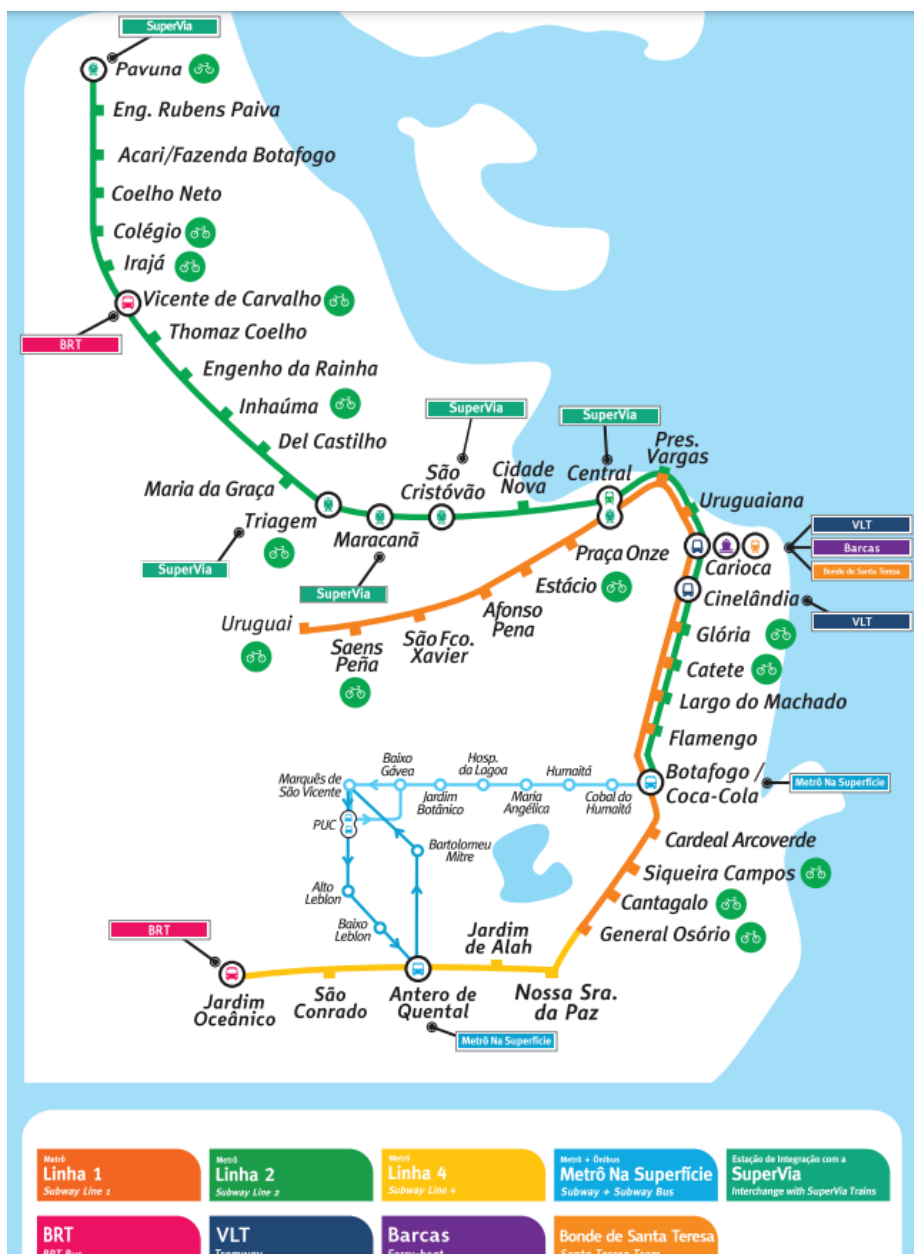 SuperVia
Pavuna
Eng. Rubens Paiva
Acari/Fazenda Botafogo
Coelho Neto
Colégio
Irajá
Vicente de Carvalho
BRT
Thomaz Coelho
Engenho da Rainha
Inhaúma
Del Castilho
Maria da Graça
Triagem
SuperVia
Maracanã
SuperVia
SuperVia
São
Cristóvão
Cidade
Nova
SuperVia
Central
Pres.
Vargas
Uruguaiana
Carioca
VLT
Barcas
Bonde de Santa Teresa
Cinelândia
VLT
Praça Onze
Estácio
Afonso
Pena
São Fco.
Xavier
Saens
Peña
Uruguai
Glória
Catete
Largo do Machado
Flamengo
Botafogo /
Coca-Cola
Metrô Na Superfície
Cobal do
Humaitá
Humaitá
Maria
Angélica
Hosp.
da Lagoa
Jardim
Botânico
Baixo
Gávea
Marquês de
São Vicente
PUC
Bartolomeu
Mitre
Alto
Leblon
Baixo
Leblon
Cardeal Arcoverde
Siqueira Campos
Cantagalo
General Osório
Nossa Sra.
da Paz
Jardim
de Alah
Antero de
Quental
Metrô Na Superfície
São
Conrado
BRT
Jardim
Oceânico
Metrô
Linha 1
Subway Line 1
Metrô
Linha 2
Subway Line 2
Metrô
Linha 4
Subway Line 4
Metrô + Ônibus
Metrô Na Superfície
Subway + Subway Bus
Estação de Integração com a
SuperVia
Interchange with SuperVia Trains
BRT
BRT Bus
VLT
Tramway
Barcas
Ferry-boat
Bonde de Santa Teresa
Santa Teresa Tram